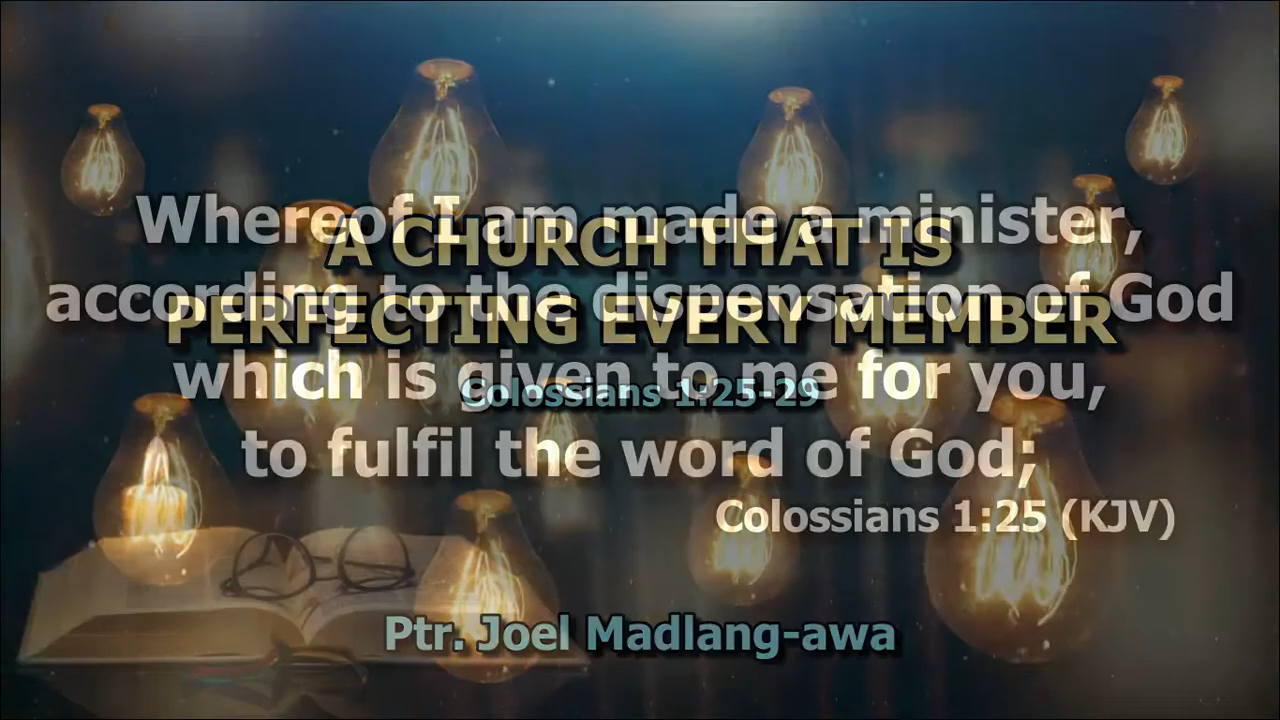 Whereof I am made a minister,
according to the dispensation of God
which is given to me for you,
to fulfil the word of God;
Colossians 1:25 (KJV)
A CHURCH THAT IS
PERFECTING EVERY MEMBER
Colossians 1:25-29
Ptr. Joel Madlang-awa